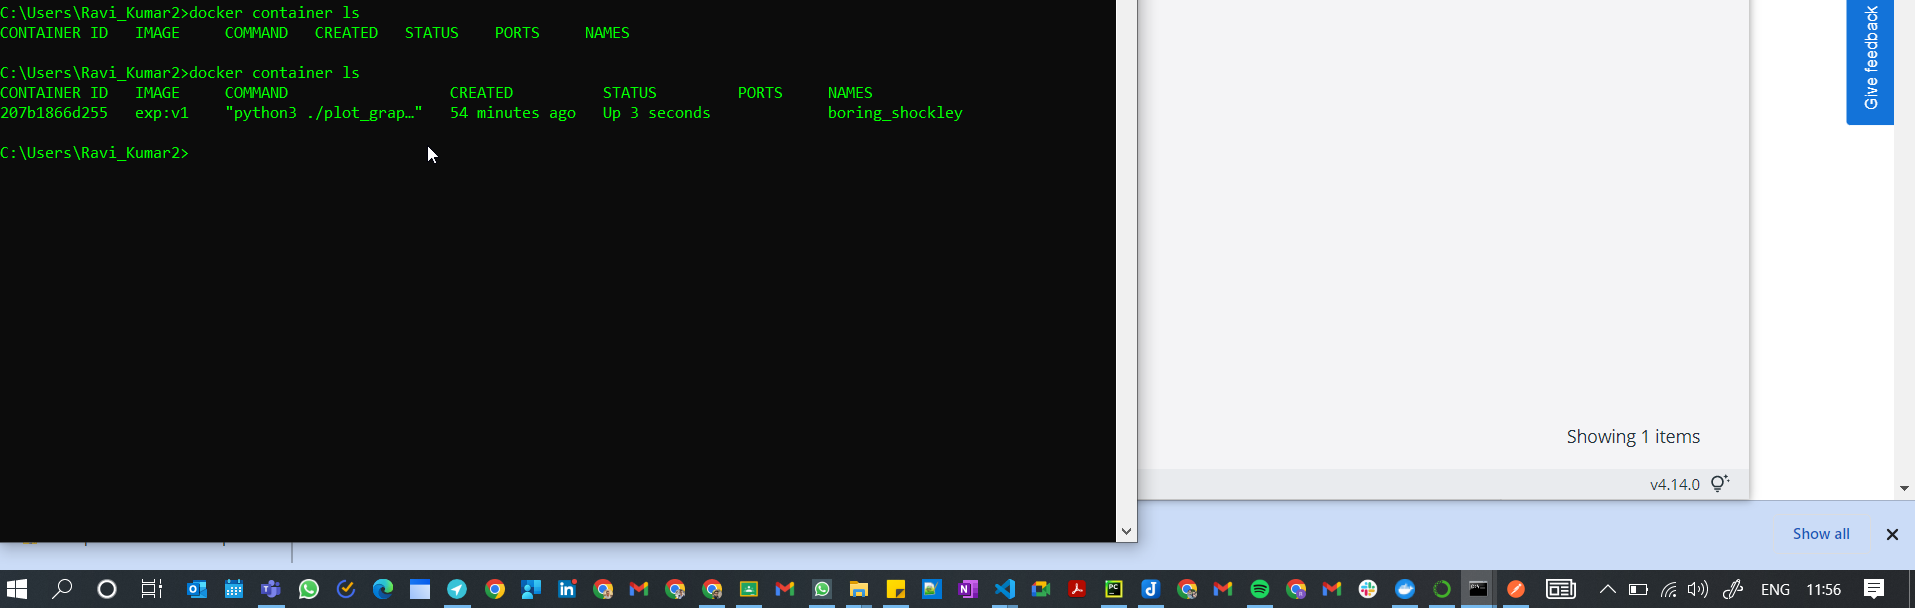 C:\Users\Ravi_Kumar2>docker container ls
CONTAINER ID   IMAGE     COMMAND   CREATED   STATUS    PORTS     NAMES
C:\Users\Ravi_Kumar2>docker container ls
CONTAINER ID   IMAGE     COMMAND                  CREATED          STATUS         PORTS     NAMES
207b1866d255   exp:v1    "python3 ./plot_grap…"   54 minutes ago   Up 3 seconds             boring_shockley
C:\Users\Ravi_Kumar2>
Give feedback
Showing 1 items
v4.14.0
Show all
ENG
11:56